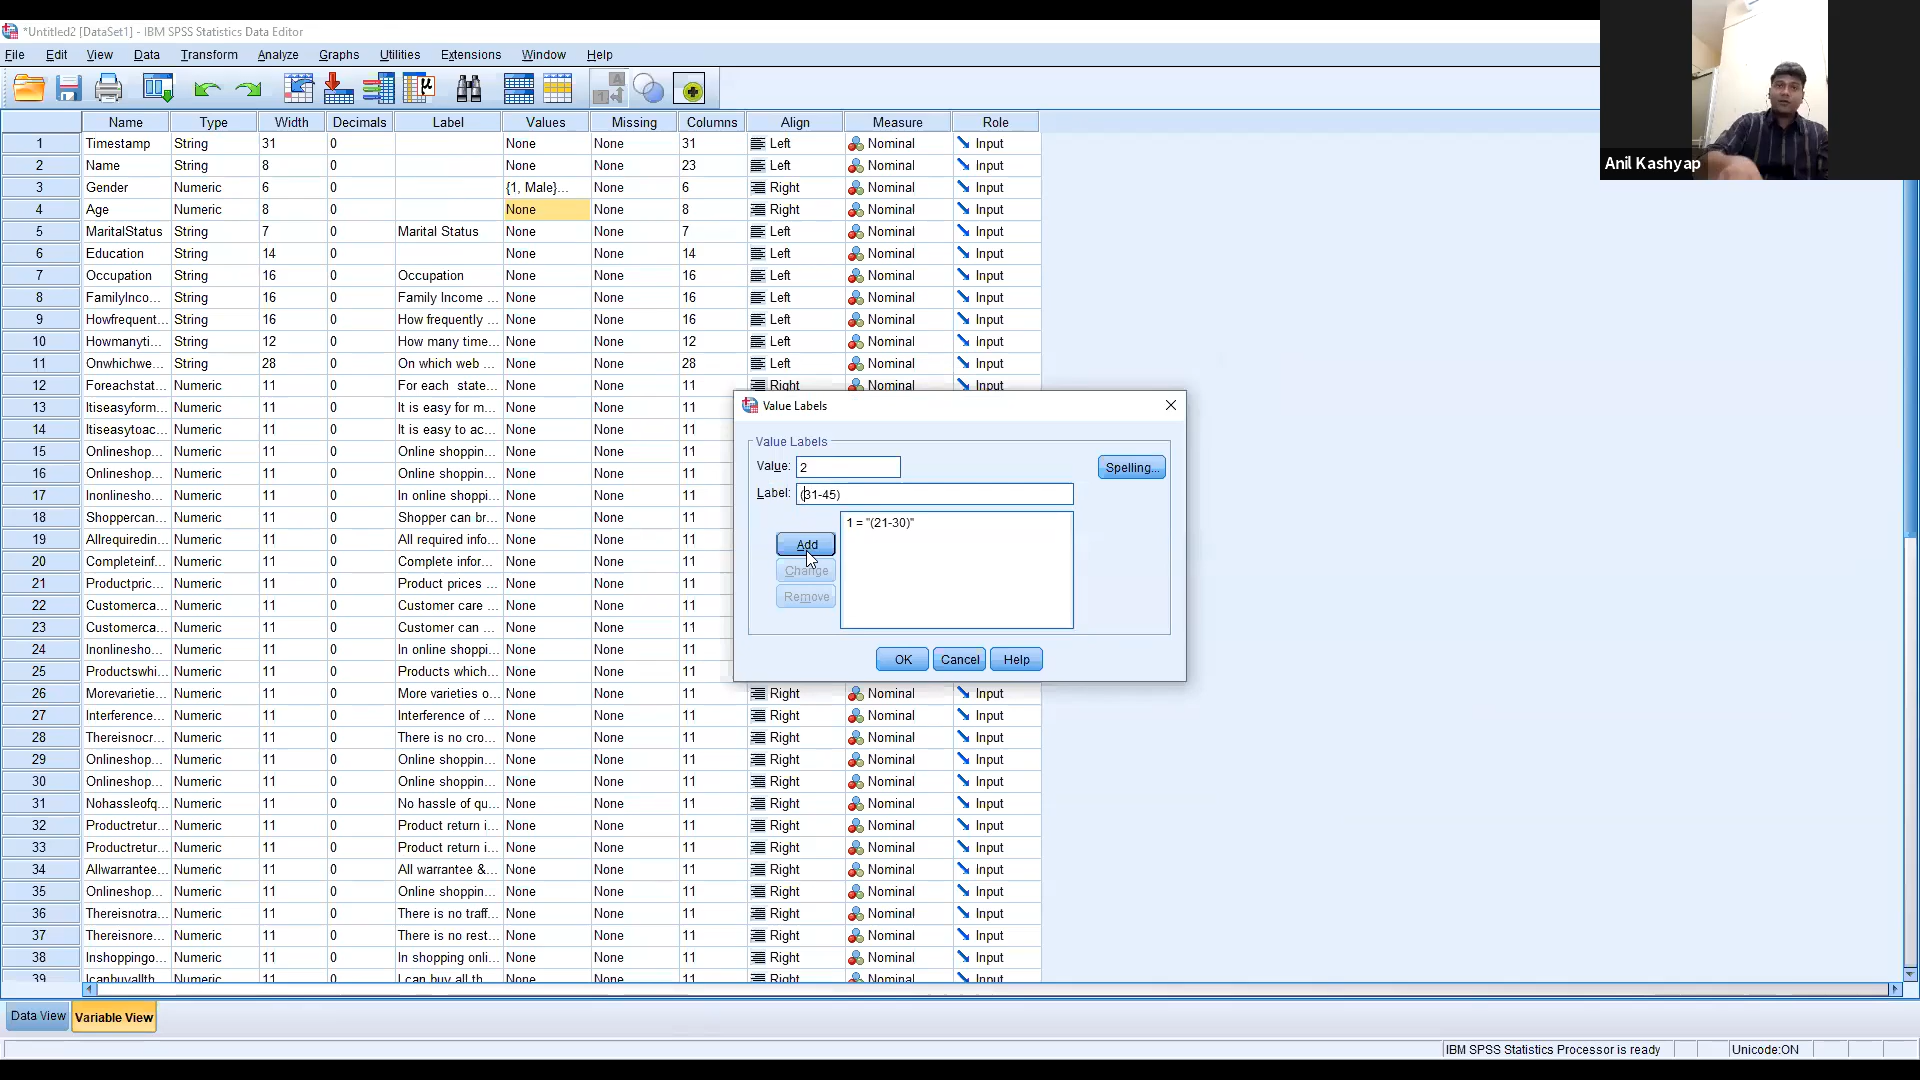 *Untitled2 [DataSet1] - IBM SPSS Statistics Data Editor
File Edit View Data Transform Analyze Graphs Utilities Extensions Window Help
Anil Kashyap
Name Type Width Decimals Label Values Missing Columns Align Measure Role
1 Timestamp String 31 0 None None 31 Left Nominal Input
2 Name String 8 0 None None 23 Left Nominal Input
3 Gender Numeric 6 0 {1, Male}... None 6 Right Nominal Input
4 Age Numeric 8 0 None None 8 Right Nominal Input
5 MaritalStatus String 7 0 Marital Status None None 7 Left Nominal Input
6 Education String 14 0 None None 14 Left Nominal Input
7 Occupation String 16 0 Occupation None None 16 Left Nominal Input
8 FamilyInco... String 16 0 Family Income ... None None 16 Left Nominal Input
9 Howfrequent... String 16 0 How frequently ... None None 16 Left Nominal Input
10 Howmanyti... String 12 0 How many time... None None 12 Left Nominal Input
11 Onwhichwe... String 28 0 On which web ... None None 28 Left Nominal Input
12 Foreachstat... Numeric 11 0 For each state... None None 11 Right Nominal Input
13 Itiseasyform... Numeric 11 0 It is easy for m... None None 11
14 Itiseasytoac... Numeric 11 0 It is easy to ac... None None 11
15 Onlineshop... Numeric 11 0 Online shoppin... None None 11
16 Onlineshop... Numeric 11 0 Online shoppin... None None 11
17 Inonlinesho... Numeric 11 0 In online shoppi... None None 11
18 Shoppercan... Numeric 11 0 Shopper can br... None None 11
19 Allrequiredin... Numeric 11 0 All required info... None None 11
20 Completeinf... Numeric 11 0 Complete infor... None None 11
21 Productpric... Numeric 11 0 Product prices ... None None 11
22 Customerca... Numeric 11 0 Customer care ... None None 11
23 Customerca... Numeric 11 0 Customer can ... None None 11
24 Inonlinesho... Numeric 11 0 In online shoppi... None None 11
25 Productswhi... Numeric 11 0 Products which... None None 11
26 Morevarietie... Numeric 11 0 More varieties o... None None 11 Right Nominal Input
27 Interference... Numeric 11 0 Interference of ... None None 11 Right Nominal Input
28 Thereisnocr... Numeric 11 0 There is no cro... None None 11 Right Nominal Input
29 Onlineshop... Numeric 11 0 Online shoppin... None None 11 Right Nominal Input
30 Onlineshop... Numeric 11 0 Online shoppin... None None 11 Right Nominal Input
31 Nohassleofq... Numeric 11 0 No hassle of qu... None None 11 Right Nominal Input
32 Productretur... Numeric 11 0 Product return i... None None 11 Right Nominal Input
33 Productretur... Numeric 11 0 Product return i... None None 11 Right Nominal Input
34 Allwarrantee... Numeric 11 0 All warrantee &... None None 11 Right Nominal Input
35 Onlineshop... Numeric 11 0 Online shoppin... None None 11 Right Nominal Input
36 Thereisnotra... Numeric 11 0 There is no traff... None None 11 Right Nominal Input
37 Thereisnore... Numeric 11 0 There is no rest... None None 11 Right Nominal Input
38 Inshoppingo... Numeric 11 0 In shopping onli... None None 11 Right Nominal Input
39 Icanbuyallth... Numeric 11 0 I can buy all th... None None 11 Right Nominal Input
Value Labels
Value Labels
Value: 2
Spelling...
Label: (31-45)
1 = "(21-30)"
Add
Change
Remove
OK Cancel Help
Data View Variable View
IBM SPSS Statistics Processor is ready Unicode:ON